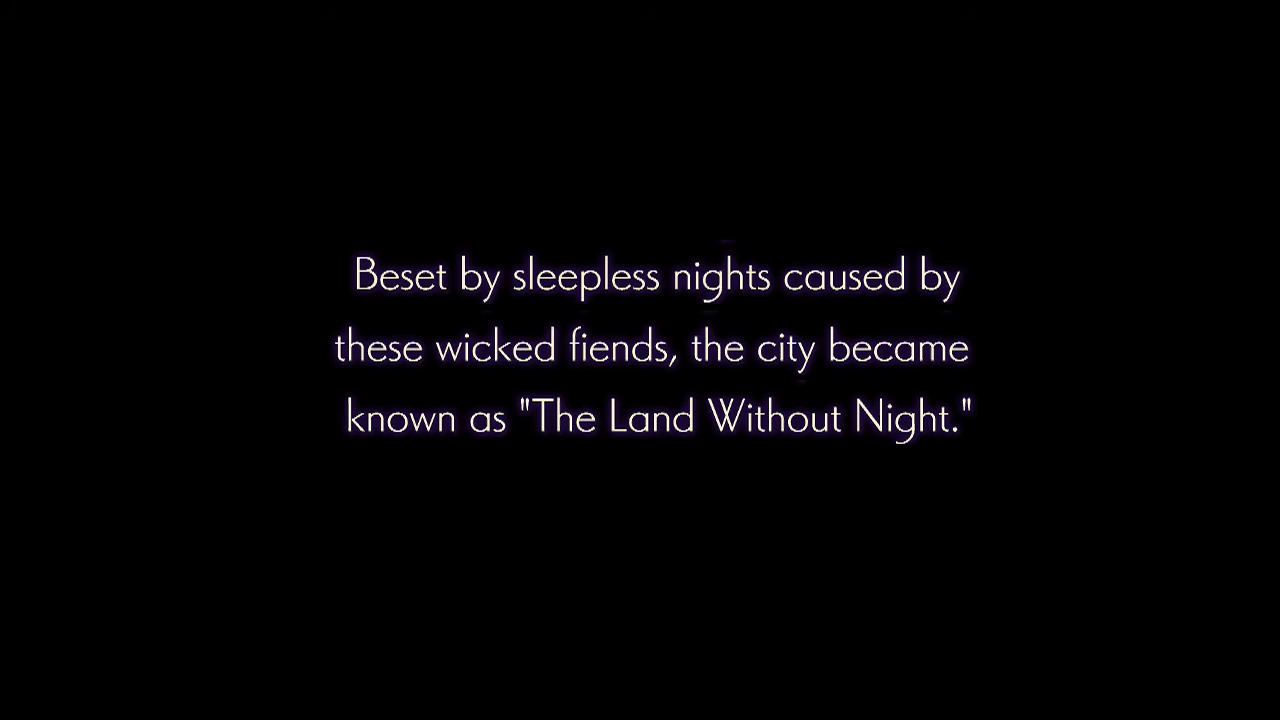 Beset by sleepless nights caused by
these wicked fiends, the city became
known as "The Land Without Night."